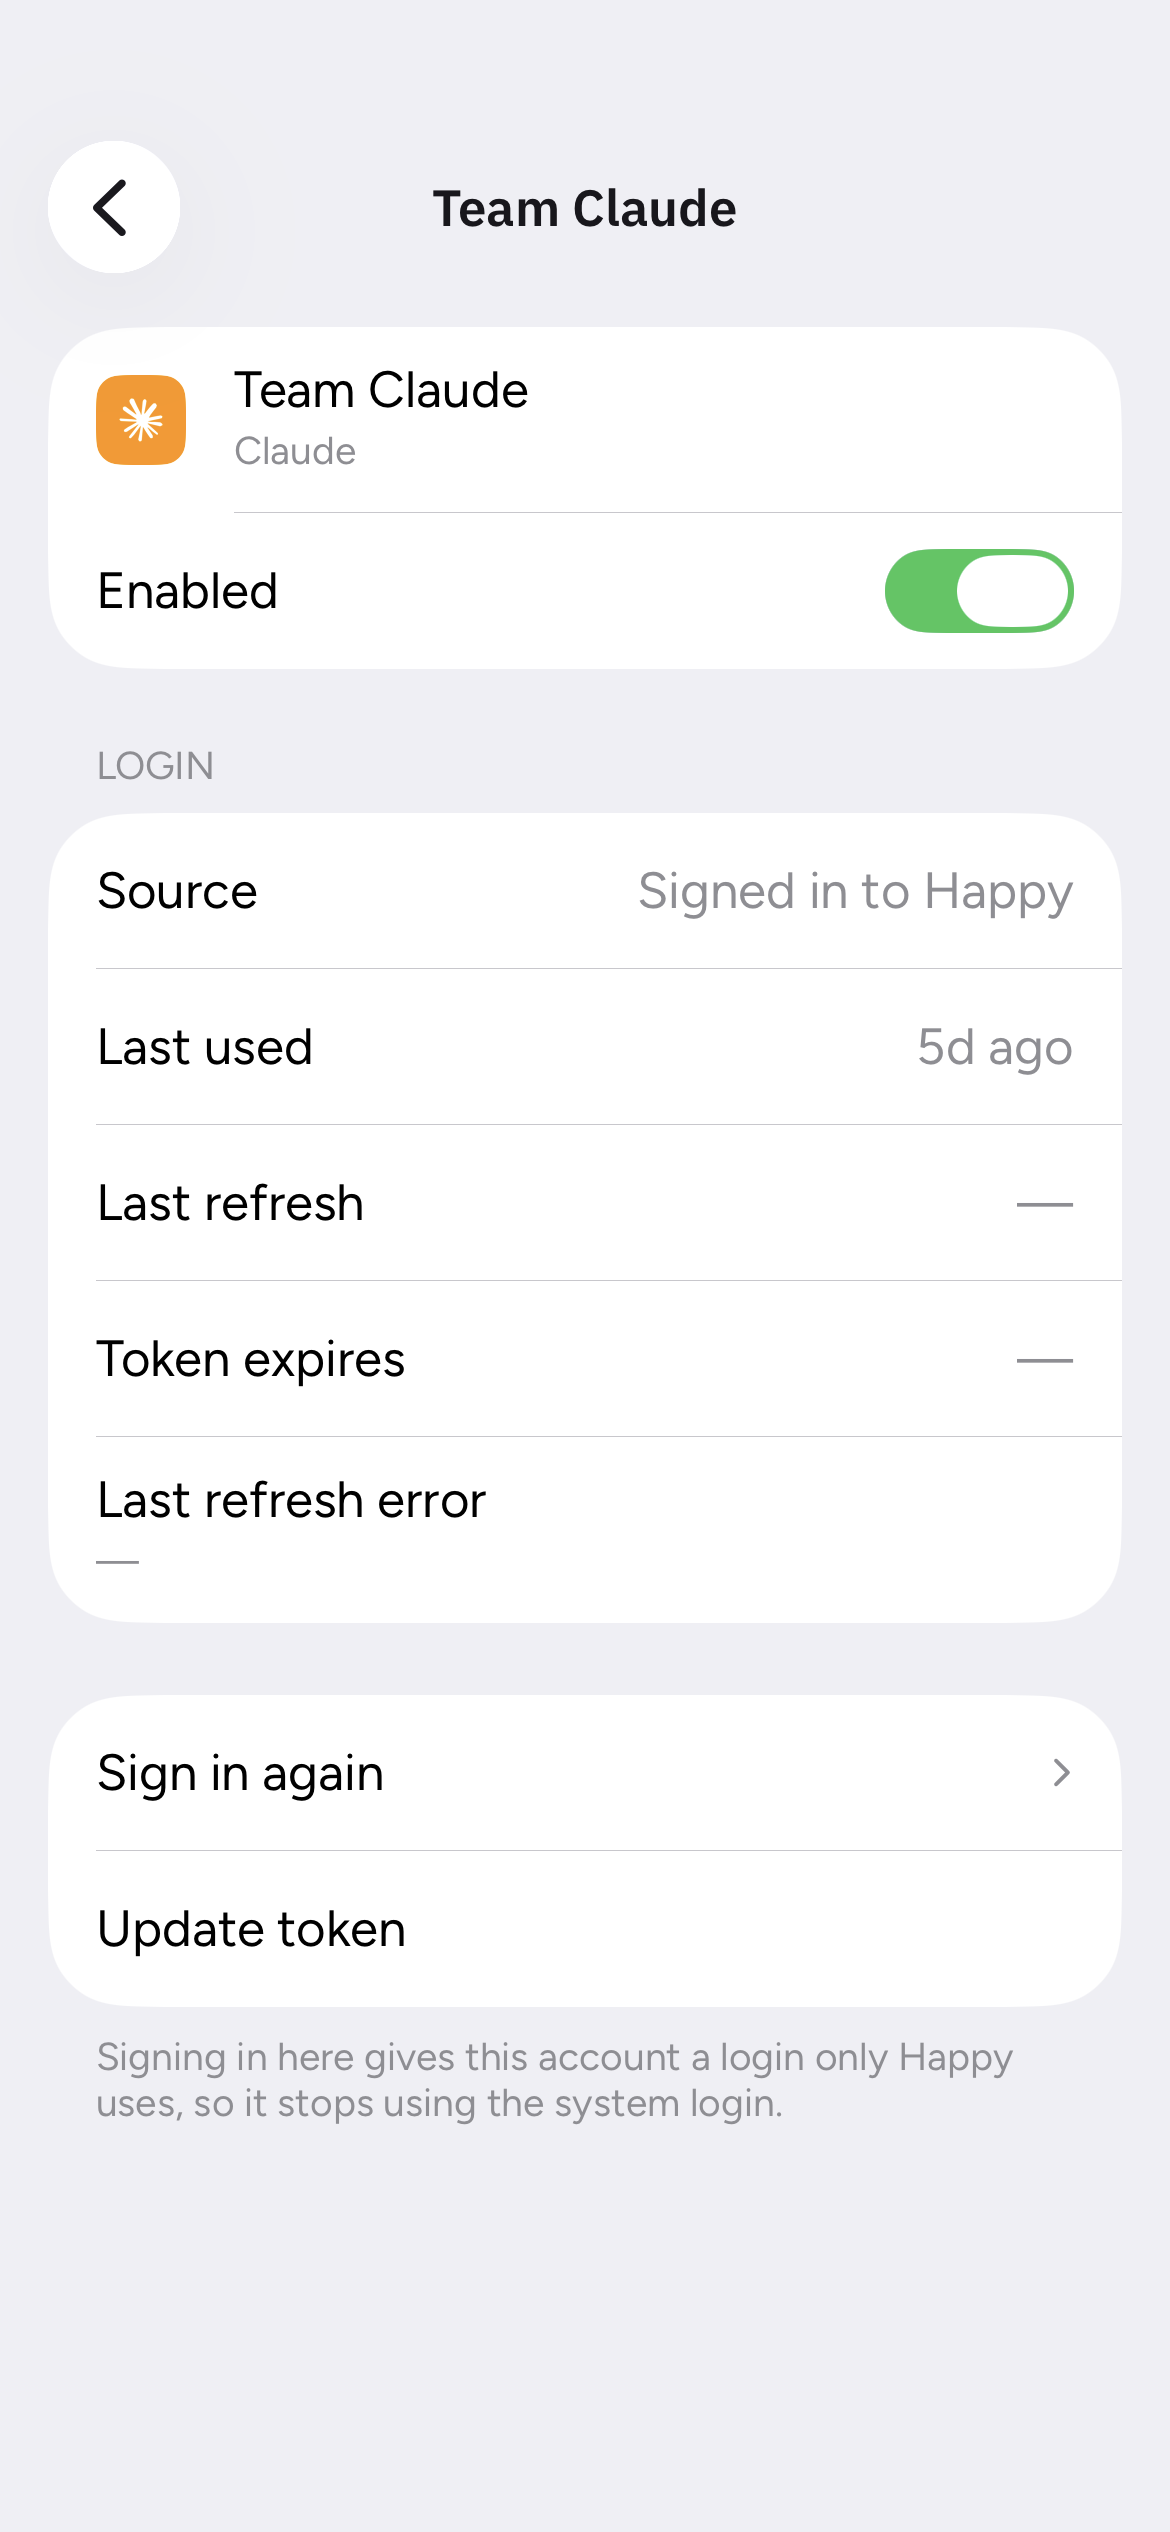 Team Claude
Team Claude
Claude
Enabled
LOGIN
Source
Signed in to Happy
Last used
5d ago
Last refresh
—
Token expires
—
Last refresh error
—
Sign in again
Update token
Signing in here gives this account a login only Happy
uses, so it stops using the system login.